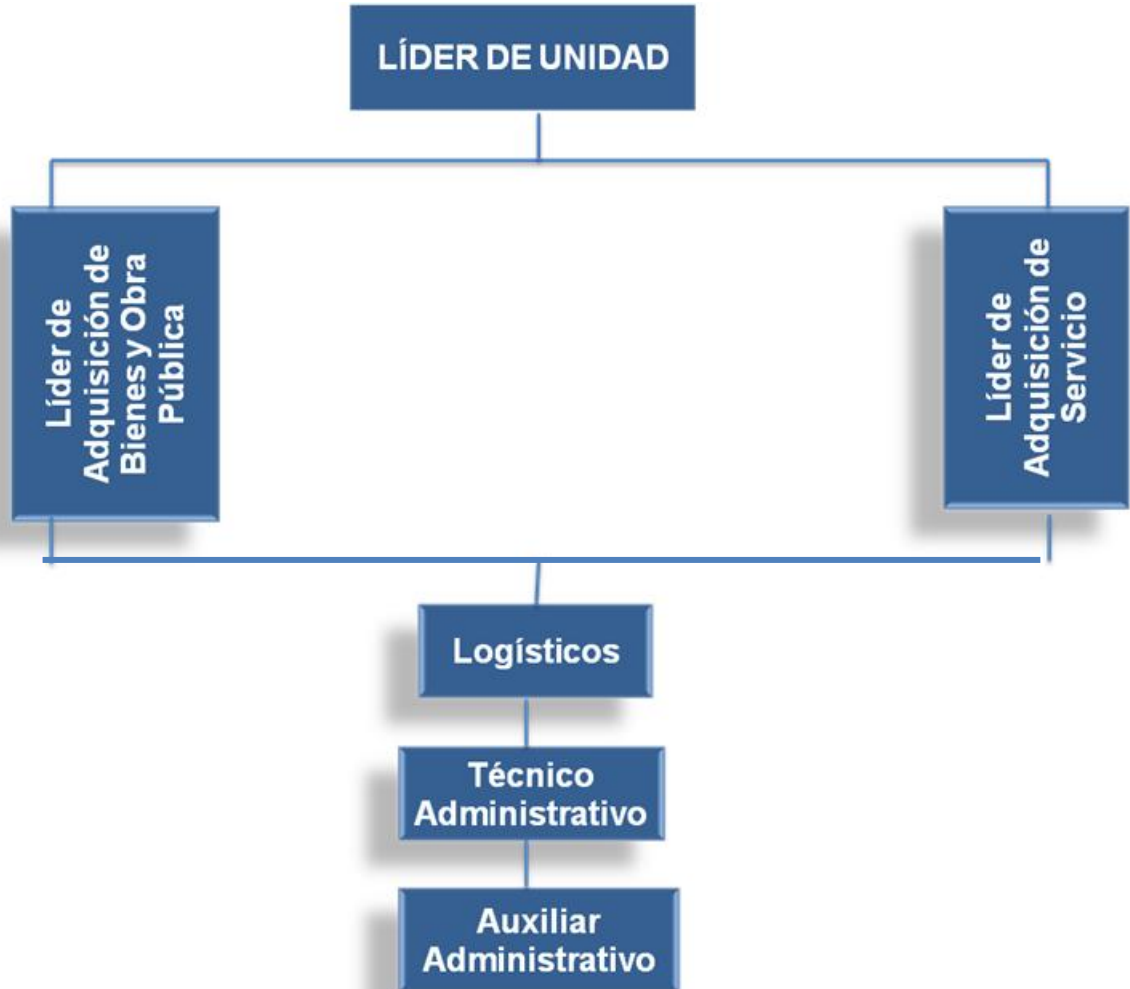 LÍDER DE UNIDAD
Líder de
Adquisición de
Bienes y Obra
Pública
Líder de
Adquisición de
Servicio
Logísticos
Técnico
Administrativo
Auxiliar
Administrativo